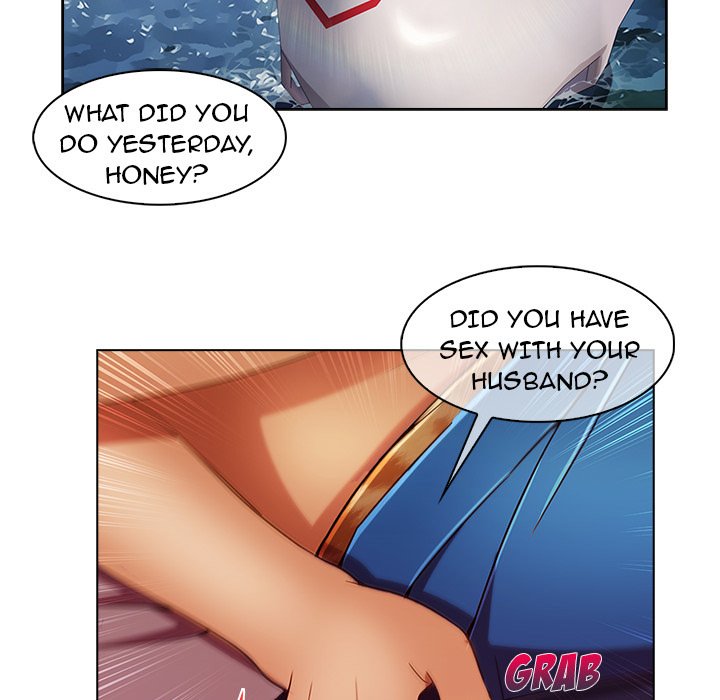 WHAT DID YOU
DO YESTERDAY,
HONEY?
DID YOU HAVE
SEX WITH YOUR
HUSBAND?
GRAB